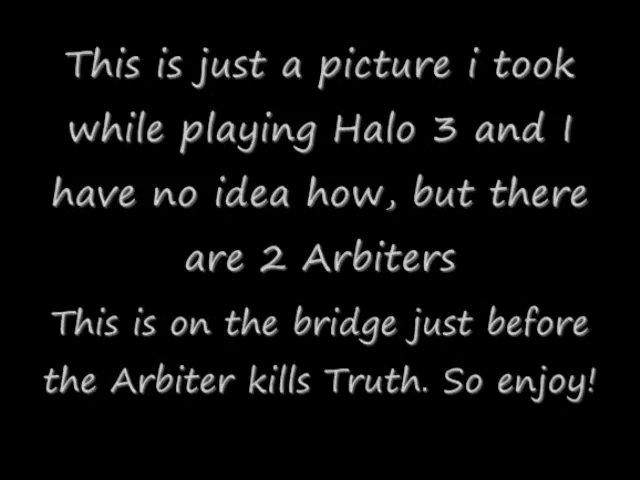 This is just a picture i took
while playing Halo 3 and I
have no idea how, but there
are 2 Arbiters
This is on the bridge just before
the Arbiter kills Truth. So enjoy!